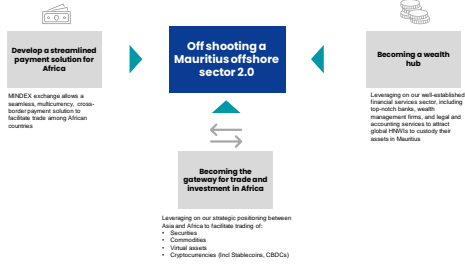 Develop a streamlined
payment solution for
Africa
MINDEX exchange allows a
seamless, multicurrency, cross-
border payment solution to
facilitate trade among African
countries
Off shooting a
Mauritius offshore
sector 2.0
Becoming a wealth
hub
Leveraging on our well-established
financial services sector, including
top-notch banks, wealth
management firms, and legal and
accounting services to attract
global HNWIs to custody their
assets in Mauritius
Becoming the
gateway for trade and
investment in Africa
Leveraging on our strategic positioning between
Asia and Africa to facilitate trading of:
• Securities
• Commodities
• Virtual assets
• Cryptocurrencies (Incl Stablecoins, CBDCs)